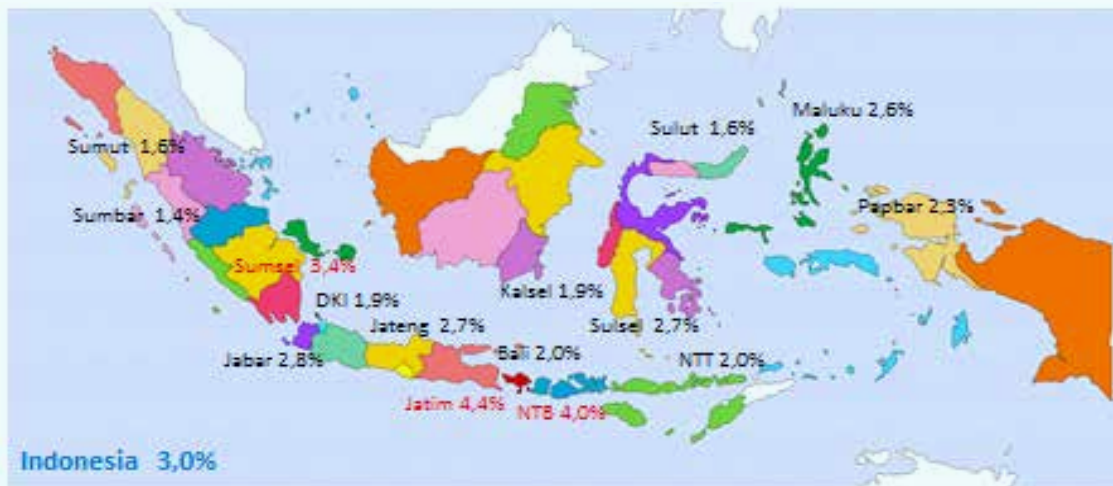 Maluku 2,6%
Sulut 1,6%
Sumut 1,6%
Papbar 2,3%
Sumbar 1,4%
Sumsel 3,4%
Kalsel 1,9%
DKI 1,9%
Jateng 2,7%
Sulsel 2,7%
Bali 2,0%
NTT 2,0%
Jabar 2,8%
Jatim 4,4%
NTB 4,0%
Indonesia 3,0%